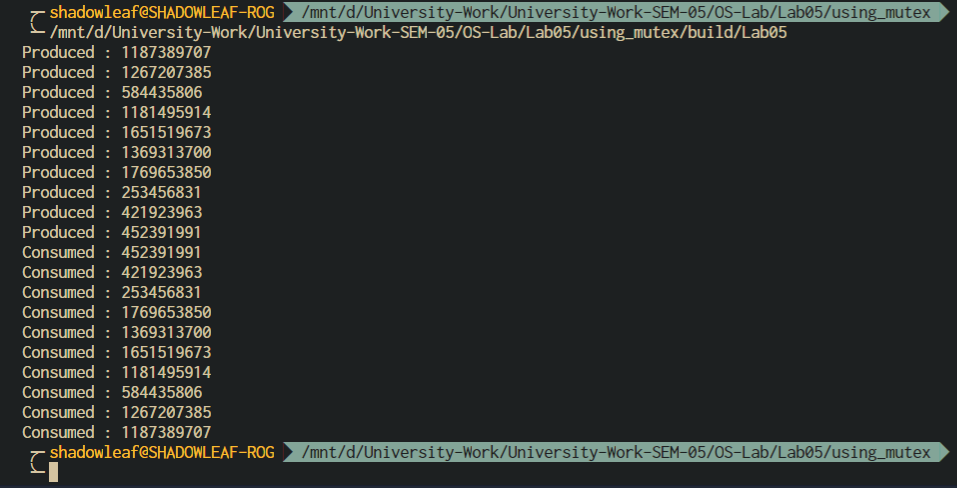 shadowleaf@SHADOWLEAF-ROG /mnt/d/University-Work/University-Work-SEM-05/OS-Lab/Lab05/using_mutex
/mnt/d/University-Work/University-Work-SEM-05/OS-Lab/Lab05/using_mutex/build/Lab05
Produced : 1187389707
Produced : 1267207385
Produced : 584435806
Produced : 1181495914
Produced : 1651519673
Produced : 1369313700
Produced : 1769653850
Produced : 253456831
Produced : 421923963
Produced : 452391991
Consumed : 452391991
Consumed : 421923963
Consumed : 253456831
Consumed : 1769653850
Consumed : 1369313700
Consumed : 1651519673
Consumed : 1181495914
Consumed : 584435806
Consumed : 1267207385
Consumed : 1187389707
shadowleaf@SHADOWLEAF-ROG /mnt/d/University-Work/University-Work-SEM-05/OS-Lab/Lab05/using_mutex